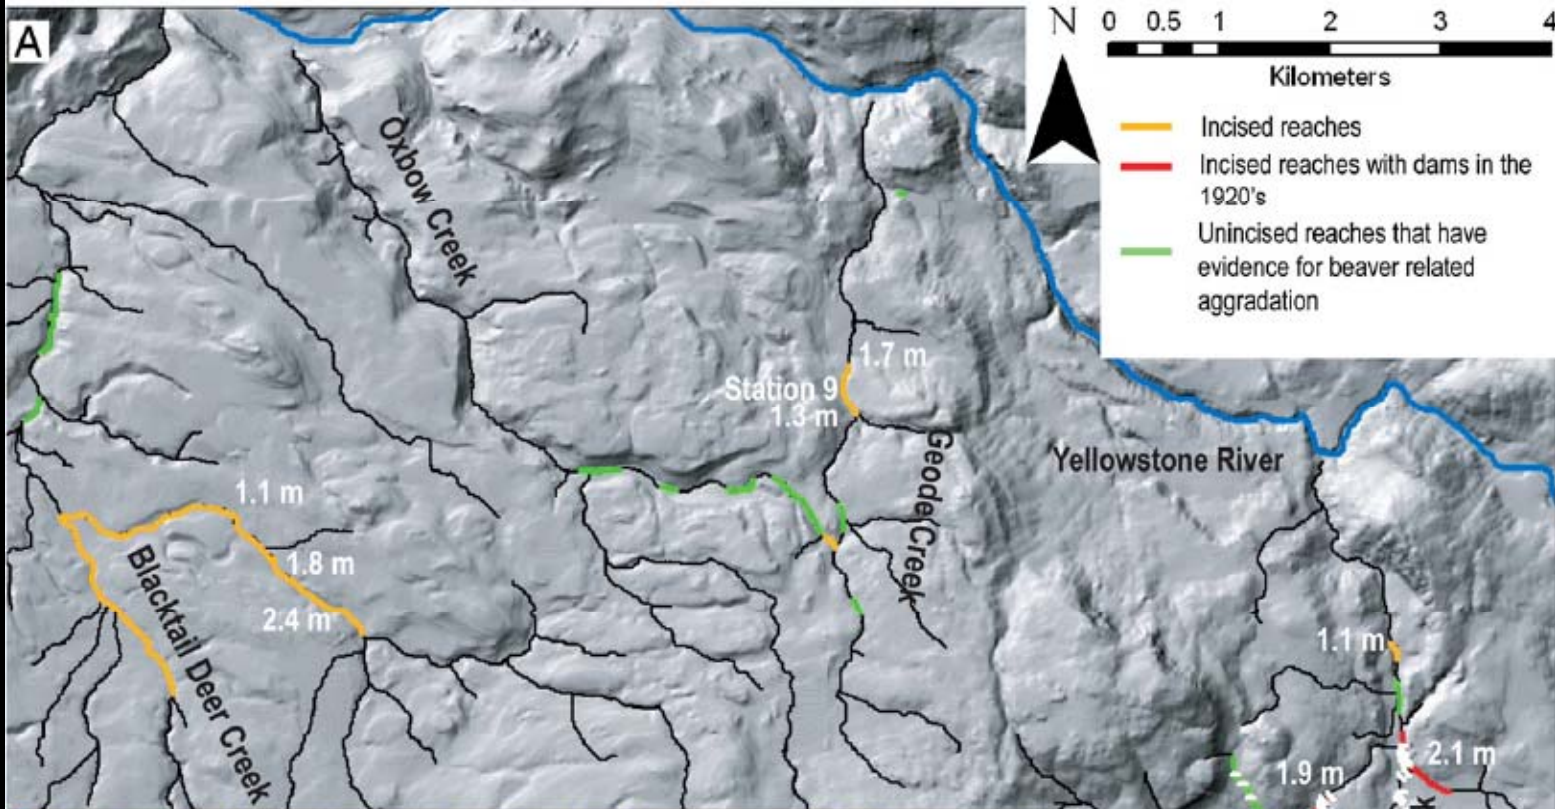 A
N
0 0.5 1 2 3 4
Kilometers
Incised reaches
Incised reaches with dams in the
1920's
Unincised reaches that have
evidence for beaver related
aggradation
Oxbow Creek
1.7 m
Station 9
1.3 m
Geode Creek
Yellowstone River
1.1 m
1.8 m
2.4 m
Blacktail Deer Creek
1.1 m
2.1 m
1.9 m